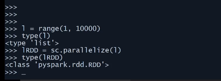 >>>
>>>
>>>
>>> l = range(1, 10000)
>>> type(l)
<type 'list'>
>>> lRDD = sc.parallelize(l)
>>> type(lRDD)
<class 'pyspark.rdd.RDD'>
>>> _